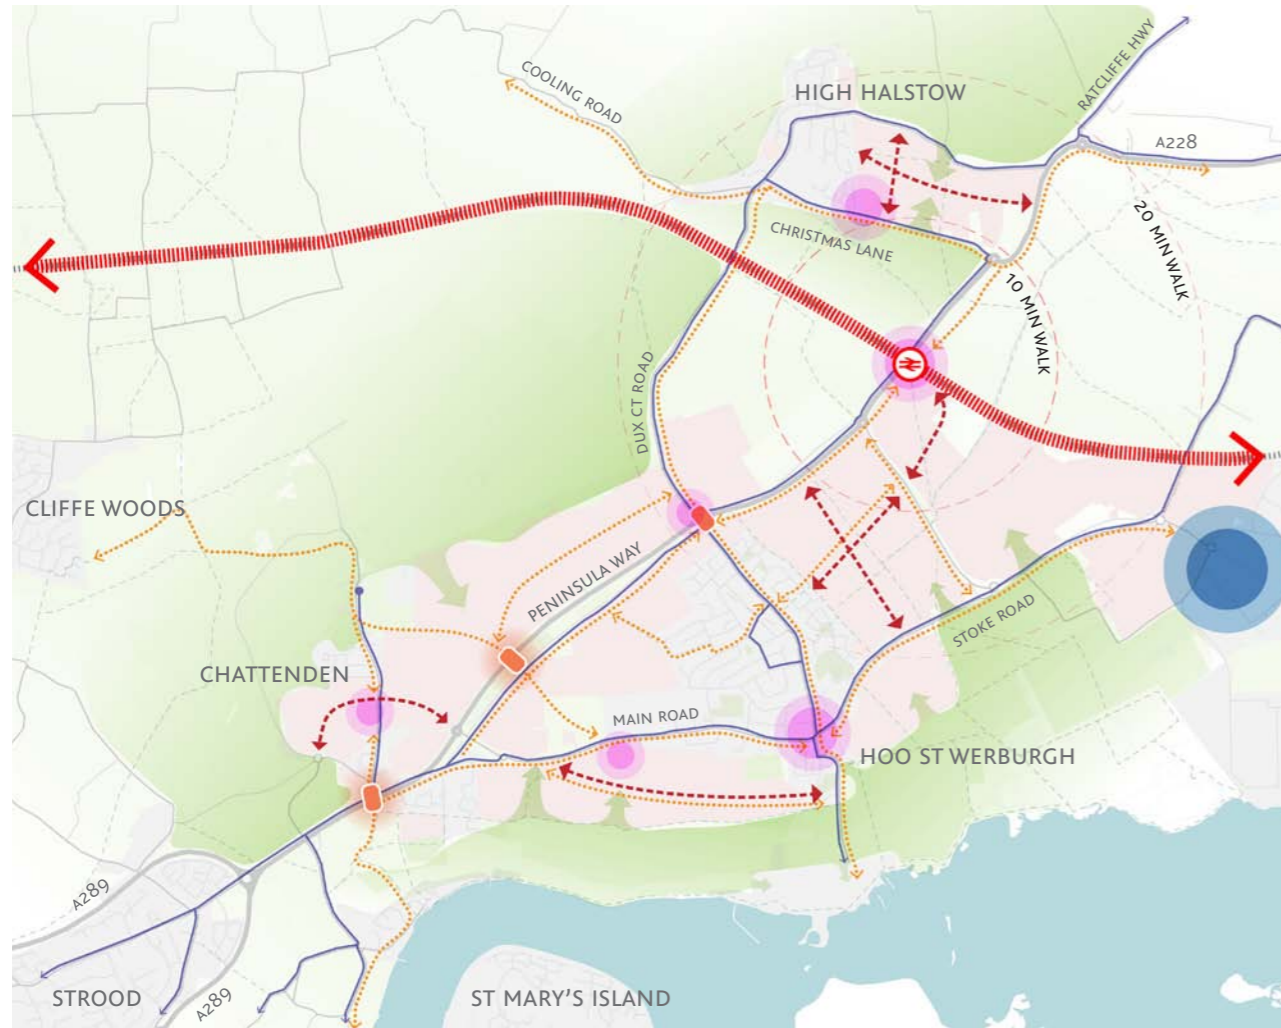 COOLING ROAD
HIGH HALSTOW
RATCLIFFE HWY
A228
20 MIN WALK
CHRISTMAS LANE
10 MIN WALK
DUX CT ROAD
CLIFFE WOODS
PENINSULA WAY
STOKE ROAD
CHATTENDEN
MAIN ROAD
HOO ST WERBURGH
A289
STROOD
A289
ST MARY'S ISLAND